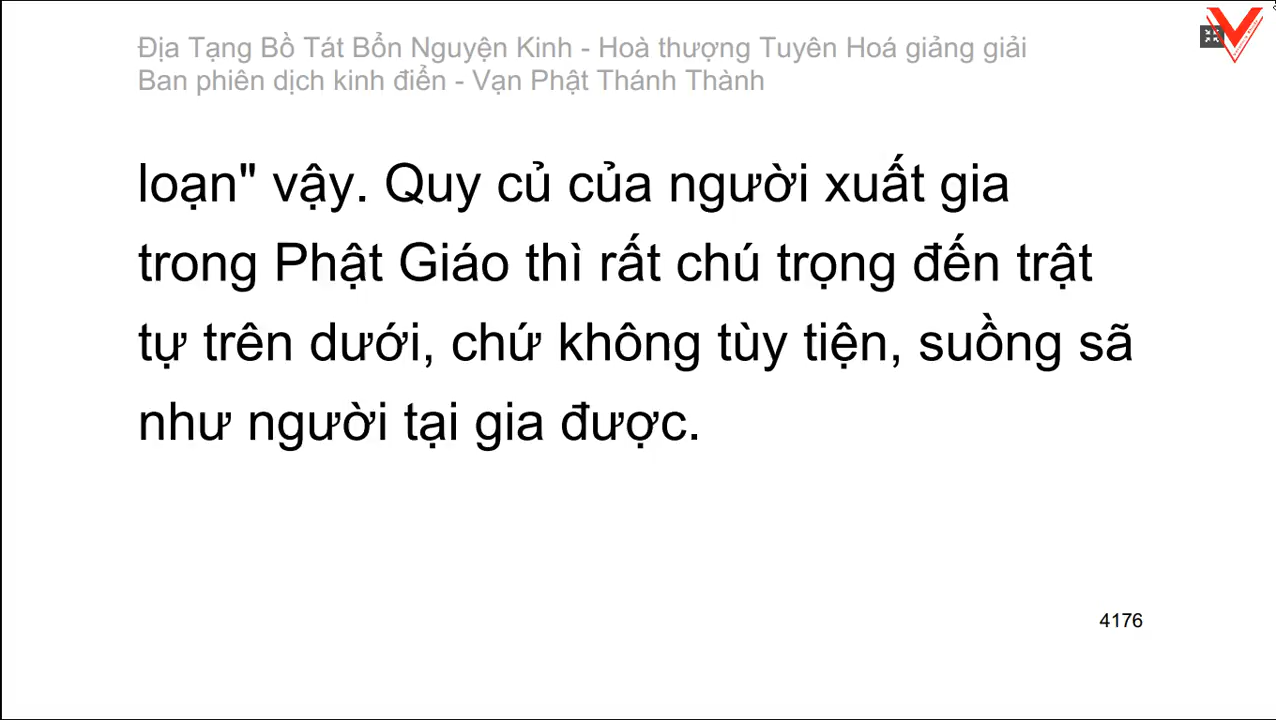 Địa Tạng Bồ Tát Bổn Nguyện Kinh - Hoà thượng Tuyên Hoá giảng giải
Ban phiên dịch kinh điển - Vạn Phật Thánh Thành
loạn" vậy. Quy củ của người xuất gia
trong Phật Giáo thì rất chú trọng đến trật
tự trên dưới, chứ không tùy tiện, suồng sã
như người tại gia được.
4176